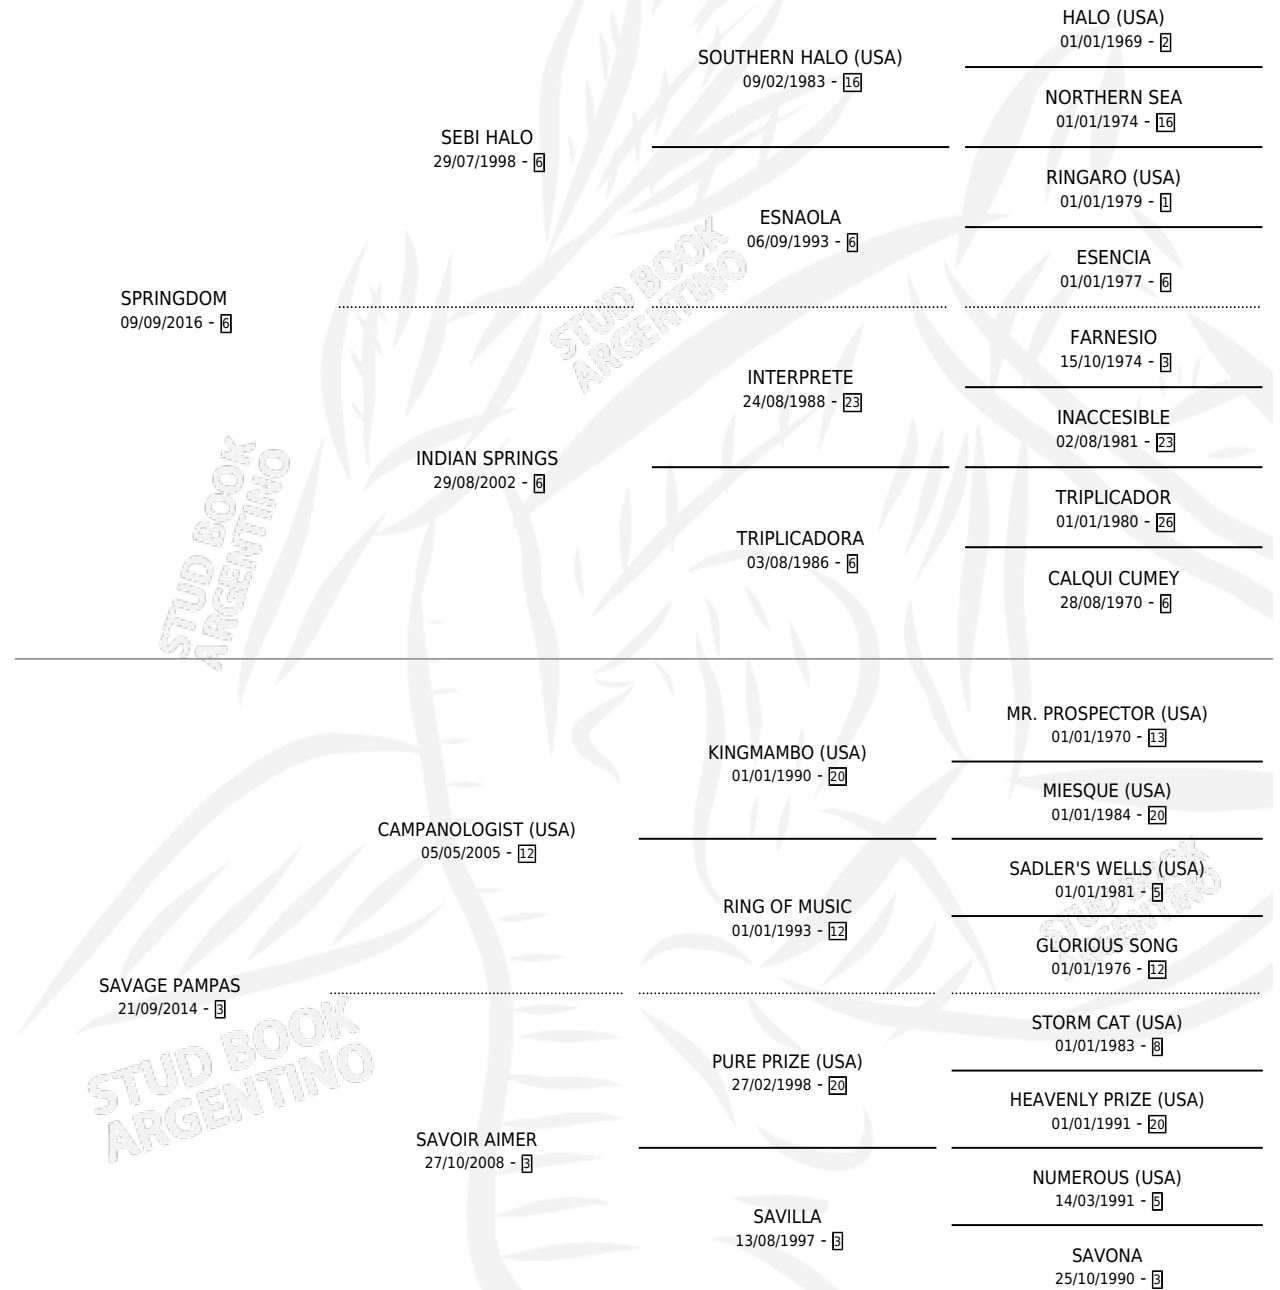 HALO (USA)
01/01/1969 - 2
SOUTHERN HALO (USA)
09/02/1983 - 16
NORTHERN SEA
01/01/1974 - 16
SEBI HALO
29/07/1998 - 6
RINGARO (USA)
01/01/1979 - 1
ESNAOLA
06/09/1993 - 6
ESENCIA
01/01/1977 - 6
SPRINGDOM
09/09/2016 - 6
FARNESIO
15/10/1974 - 3
INTERPRETE
24/08/1988 - 23
INACCESIBLE
02/08/1981 - 23
INDIAN SPRINGS
29/08/2002 - 6
TRIPLICADOR
01/01/1980 - 26
TRIPLICADORA
03/08/1986 - 6
CALQUI CUMEY
28/08/1970 - 6
MR. PROSPECTOR (USA)
01/01/1970 - 13
KINGMAMBO (USA)
01/01/1990 - 20
MIESQUE (USA)
01/01/1984 - 20
CAMPANOLOGIST (USA)
05/05/2005 - 12
SADLER'S WELLS (USA)
01/01/1981 - 5
RING OF MUSIC
01/01/1993 - 12
GLORIOUS SONG
01/01/1976 - 12
SAVAGE PAMPAS
21/09/2014 - 3
STORM CAT (USA)
01/01/1983 - 8
PURE PRIZE (USA)
27/02/1998 - 20
HEAVENLY PRIZE (USA)
01/01/1991 - 20
SAVOIR AIMER
27/10/2008 - 3
NUMEROUS (USA)
14/03/1991 - 5
SAVILLA
13/08/1997 - 3
SAVONA
25/10/1990 - 3
STUD BOOK
ARGENTINO
STUD BOOK
ARGENTINO
STUD BOOK
ARGENTINO
STUD BOOK
ARGENTINO